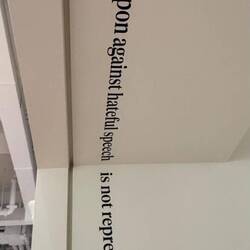 pon against hateful speech is not repre